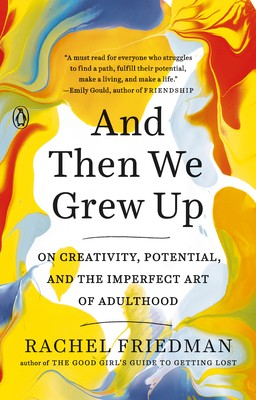 "A must read for everyone who struggles
to find a path, fulfill their potential,
make a living, and make a life."
—Emily Gould, author of FRIENDSHIP
And
Then We
Grew Up
ON CREATIVITY, POTENTIAL,
AND THE IMPERFECT ART
OF ADULTHOOD
RACHEL FRIEDMAN
author of THE GOOD GIRL'S GUIDE TO GETTING LOST